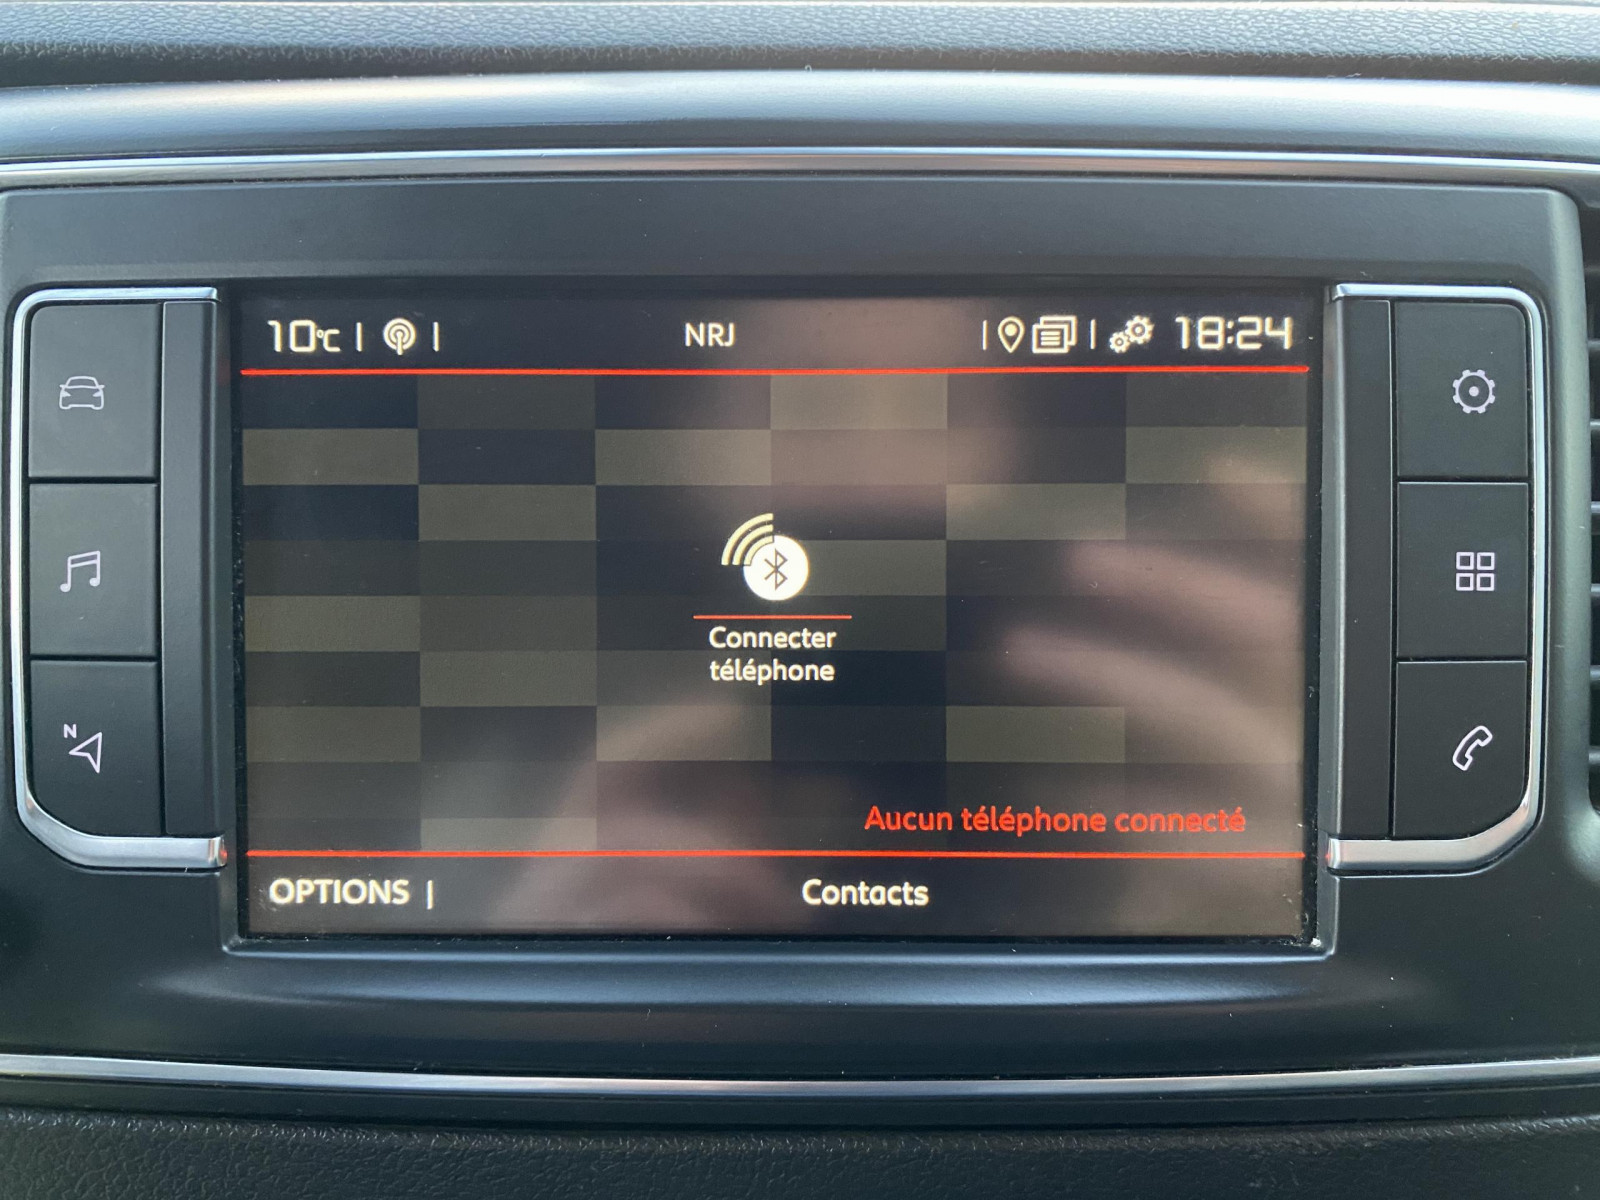 10°C
NRJ
18:24
N
Connecter
téléphone
Aucun téléphone connecté
OPTIONS
Contacts